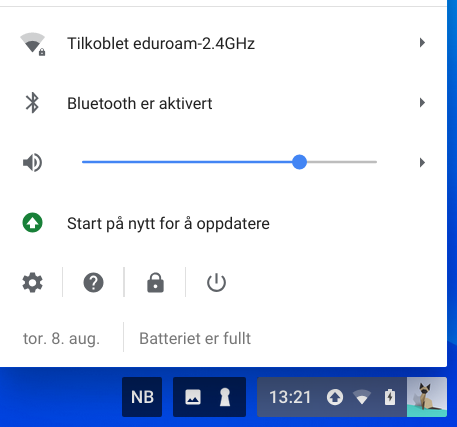 Tilkoblet eduroam-2.4GHz
Bluetooth er aktivert
Start på nytt for å oppdatere
tor. 8. aug.
Batteriet er fullt
NB
13:21